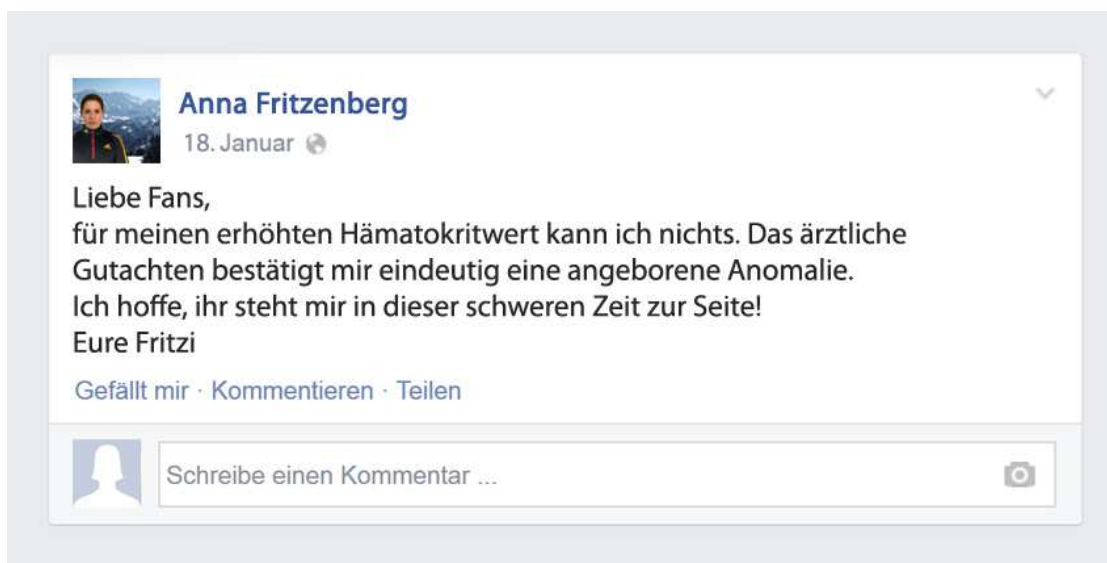 Anna Fritzenberg
18. Januar
Liebe Fans,
für meinen erhöhten Hämatokritwert kann ich nichts. Das ärztliche
Gutachten bestätigt mir eindeutig eine angeborene Anomalie.
Ich hoffe, ihr steht mir in dieser schweren Zeit zur Seite!
Eure Fritzi
Gefällt mir · Kommentieren · Teilen
Schreibe einen Kommentar ...